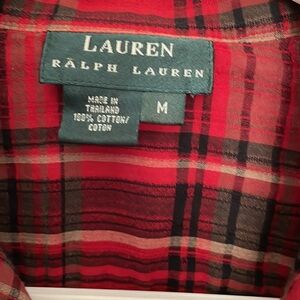 LAUREN
RALPH LAUREN
MADE IN
THAILAND
100% COTTON/
COTON
M